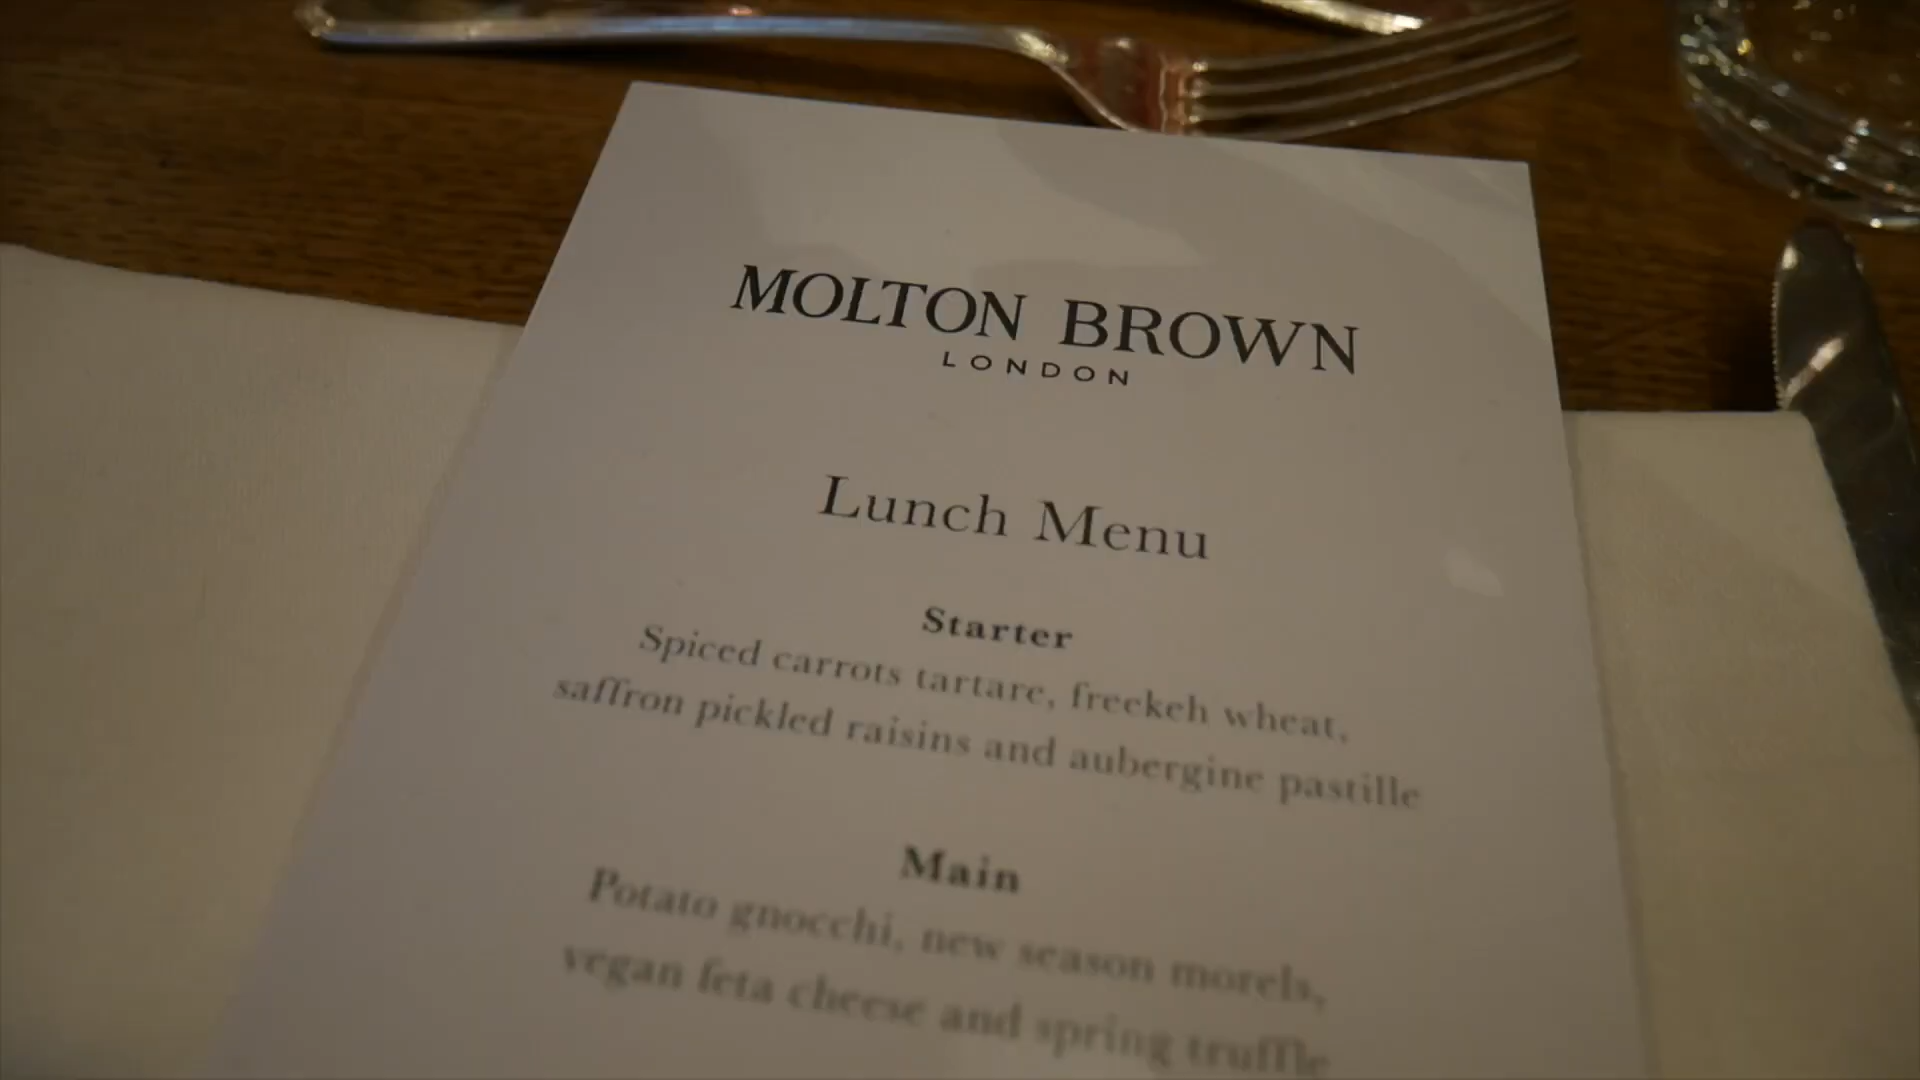 MOLTON BROWN
LONDON
Lunch Menu
Starter
Spiced carrots tartare, freekeh wheat,
saffron pickled raisins and aubergine pastille
Main
Potato gnocchi, new season morels,
vegan feta cheese and spring truffle